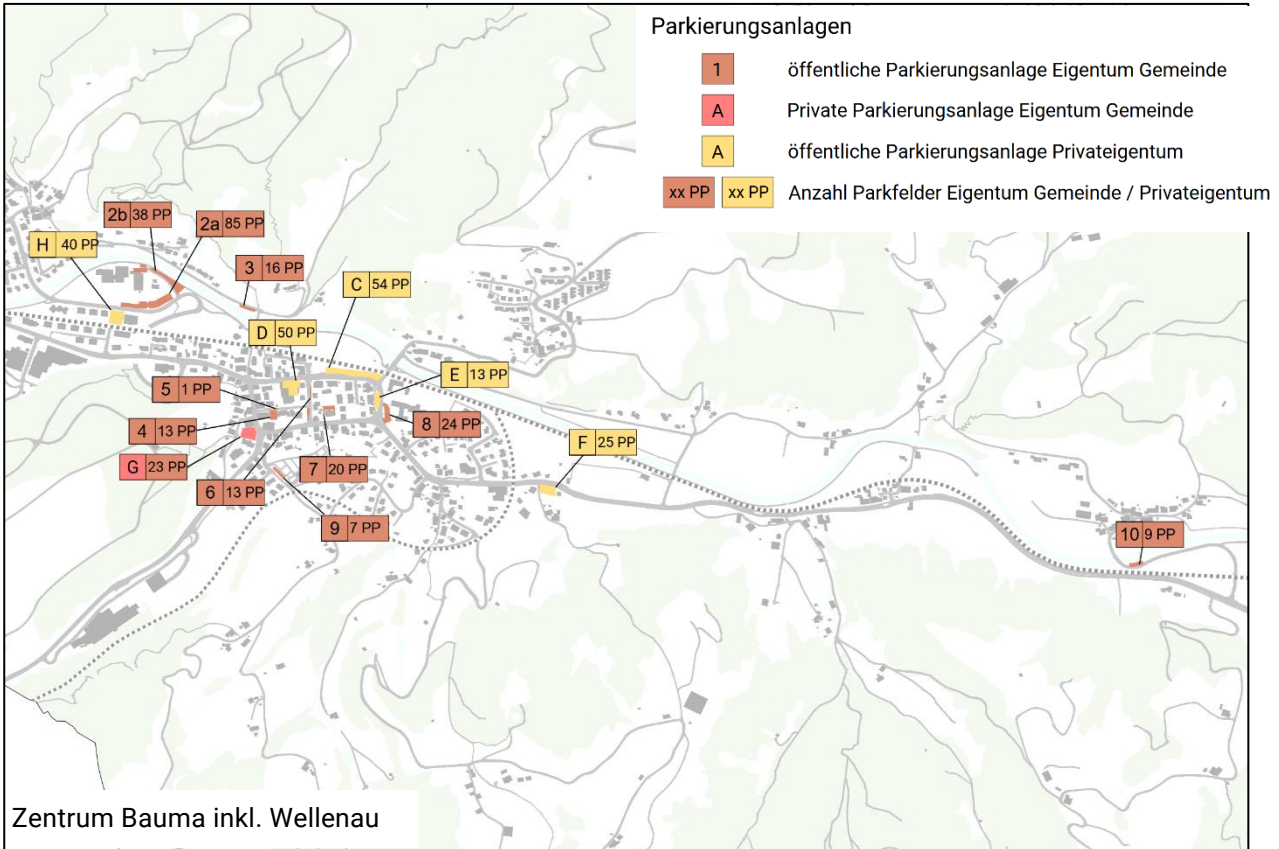 Parkierungsanlagen
1 öffentliche Parkierungsanlage Eigentum Gemeinde
A Private Parkierungsanlage Eigentum Gemeinde
A öffentliche Parkierungsanlage Privateigentum
xx PP xx PP Anzahl Parkfelder Eigentum Gemeinde / Privateigentum
2b 38 PP
2a 85 PP
H 40 PP
3 16 PP
C 54 PP
D 50 PP
E 13 PP
5 1 PP
4 13 PP
8 24 PP
F 25 PP
G 23 PP
7 20 PP
6 13 PP
9 7 PP
10 9 PP
Zentrum Bauma inkl. Wellenau